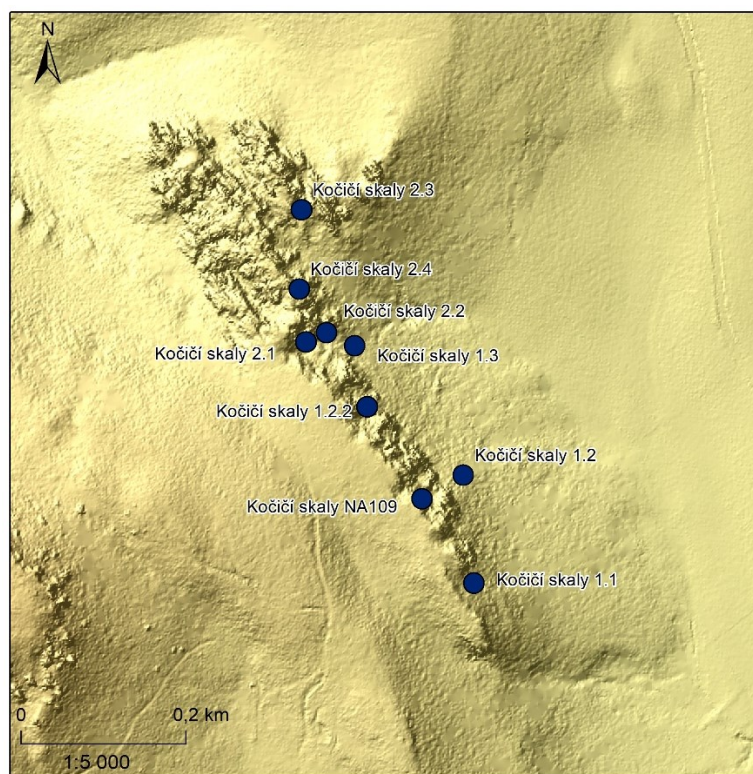 N
Kočičí skaly 2.3
Kočičí skaly 2.4
Kočičí skaly 2.2
Kočičí skaly 2.1
Kočičí skaly 1.3
Kočičí skaly 1.2.2
Kočičí skaly 1.2
Kočičí skaly NA109
Kočičí skaly 1.1
0 0,2 km
1:5 000